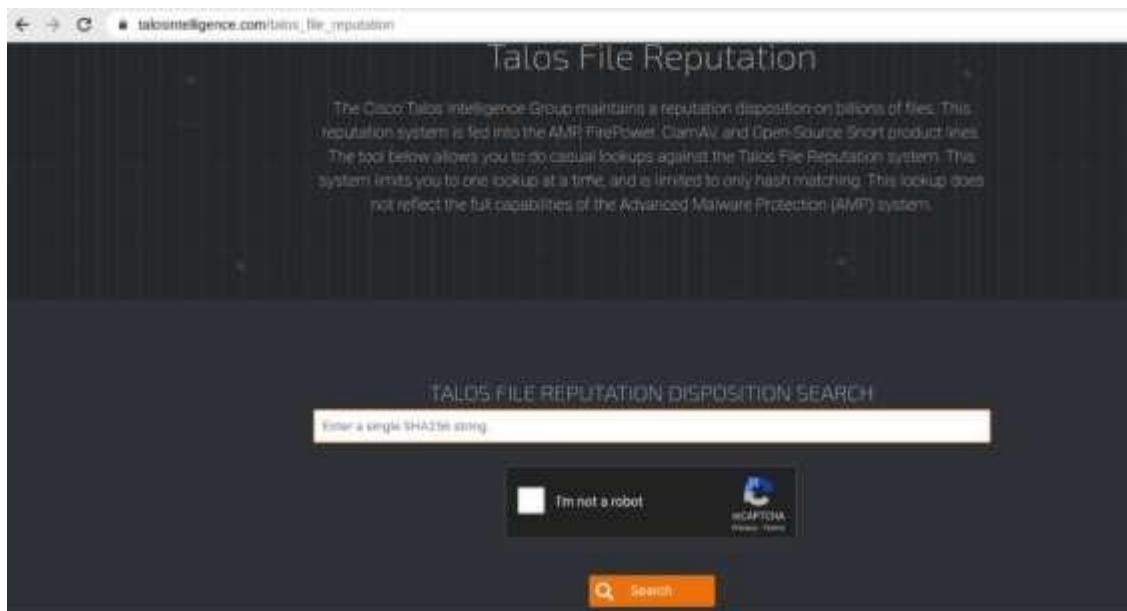 talosintelligence.com/talos_file_reputation
Talos File Reputation
The Cisco Talos Intelligence Group maintains a reputation disposition on billions of files. This
reputation system is fed into the AMP, FirePower, ClamAV, and Open-Source Snort product lines.
The tool below allows you to do casual lookups against the Talos File Reputation system. This
system limits you to one lookup at a time, and is limited to only hash matching. This lookup does
not reflect the full capabilities of the Advanced Malware Protection (AMP) system.
TALOS FILE REPUTATION DISPOSITION SEARCH
Enter a single SHA256 string
I'm not a robot
reCAPTCHA
Privacy - Terms
Search